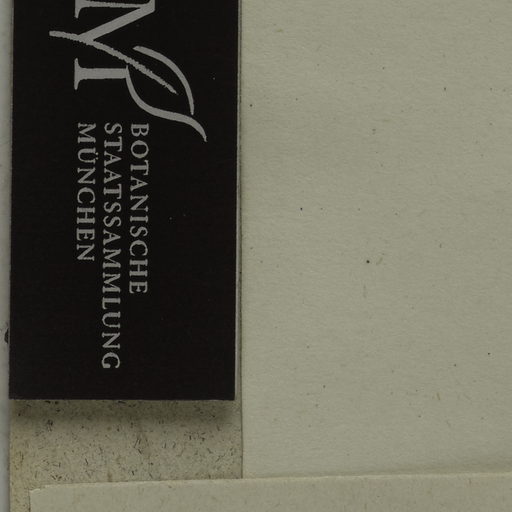 M
BOTANISCHE
STAATSSAMMLUNG
MÜNCHEN